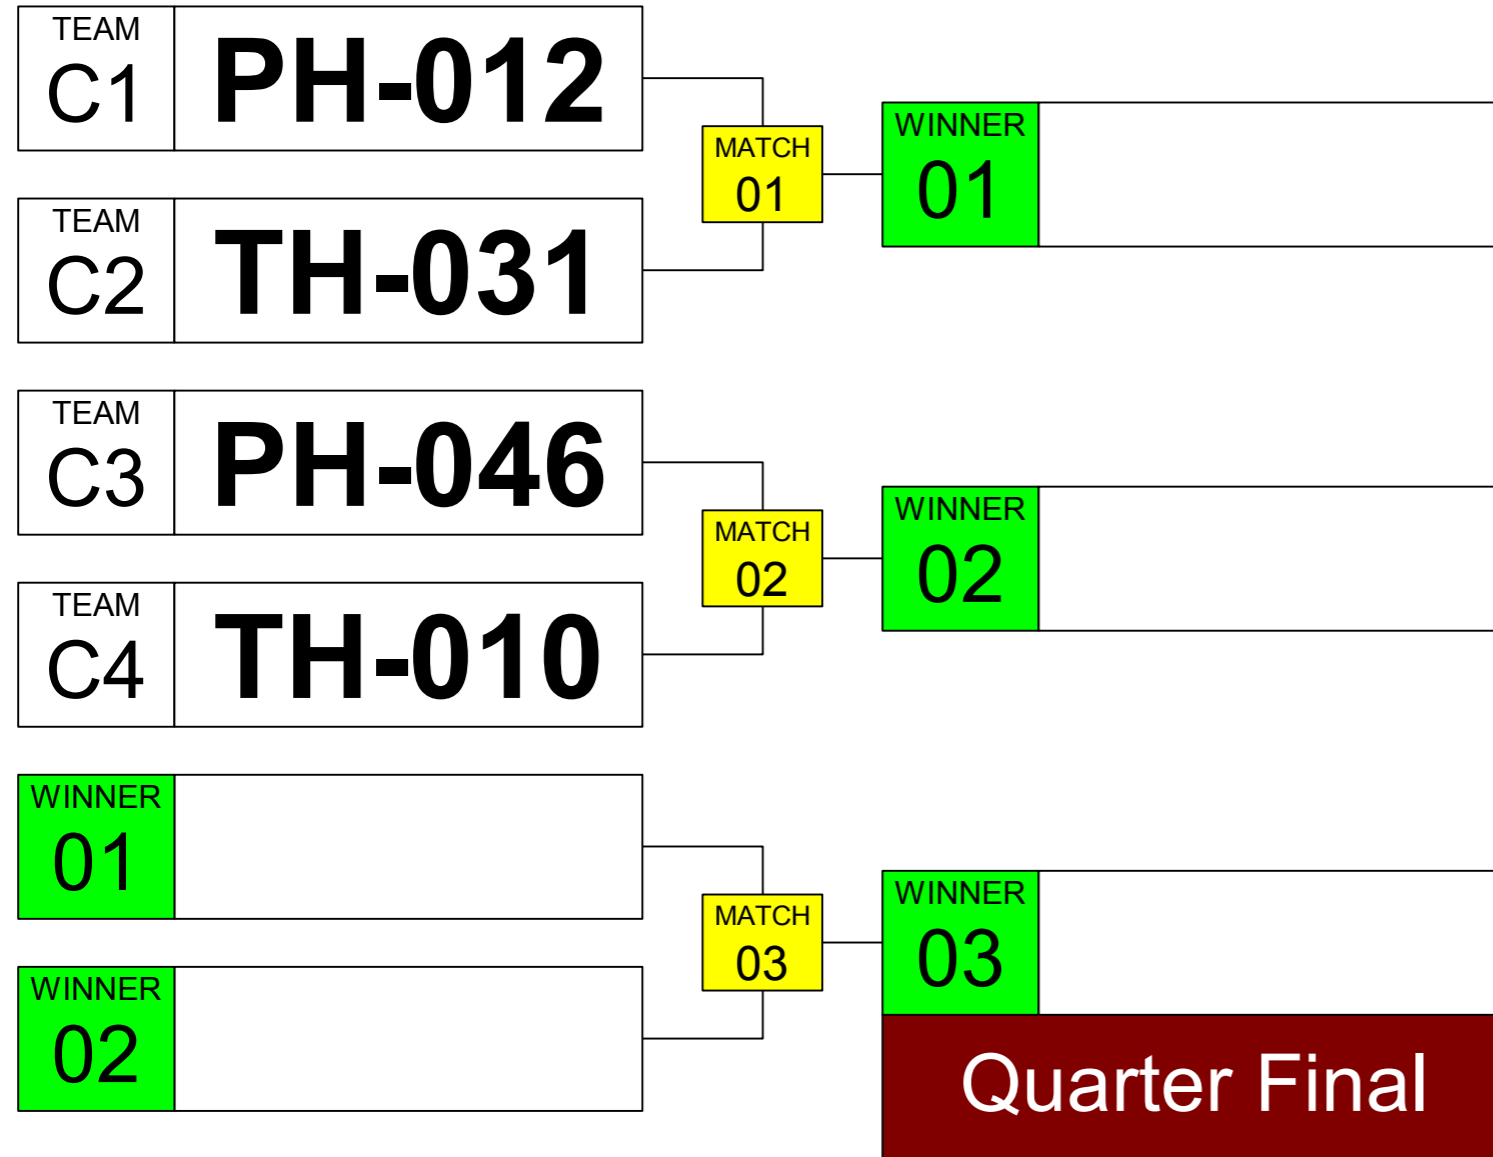 TEAM
C1
PH-012
TEAM
C2
TH-031
MATCH
01
WINNER
01
TEAM
C3
PH-046
TEAM
C4
TH-010
MATCH
02
WINNER
02
WINNER
01
WINNER
02
MATCH
03
WINNER
03
Quarter Final